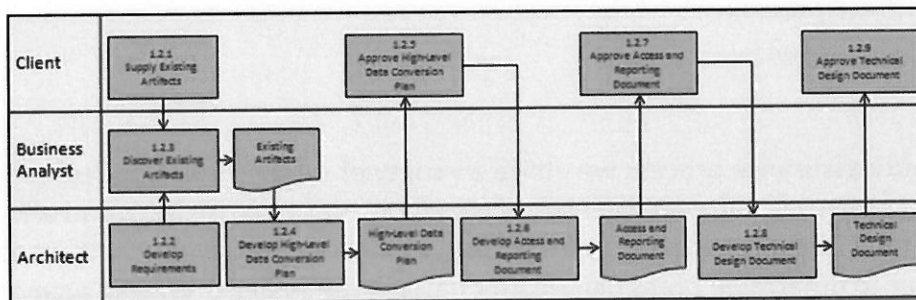 Client
1.2.1
Supply Existing
Artifacts
1.2.5
Approve High-Level
Data Conversion
Plan
1.2.7
Approve Access and
Reporting
Document
1.2.9
Approve Technical
Design Document
Business
Analyst
1.2.3
Discover Existing
Artifacts
Existing
Artifacts
Architect
1.2.2
Develop
Requirements
1.2.4
Develop High-Level
Data Conversion
Plan
High-Level Data
Conversion
Plan
1.2.6
Develop Access and
Reporting
Document
Access and
Reporting
Document
1.2.8
Develop Technical
Design Document
Technical
Design
Document